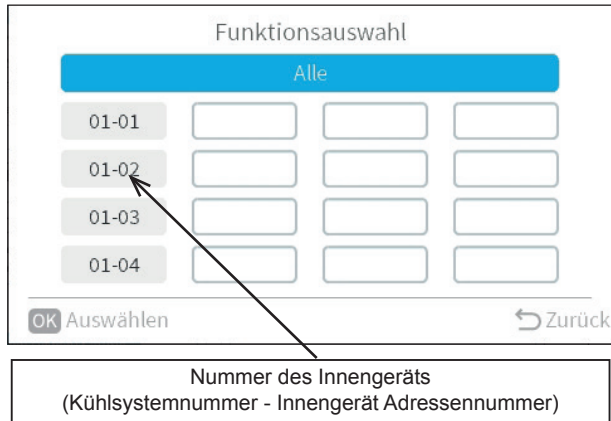 Funktionsauswahl
Alle
01-01
01-02
01-03
01-04
OK Auswählen
Zurück
Nummer des Innengeräts
(Kühlsystemnummer - Innengerät Adressennummer)